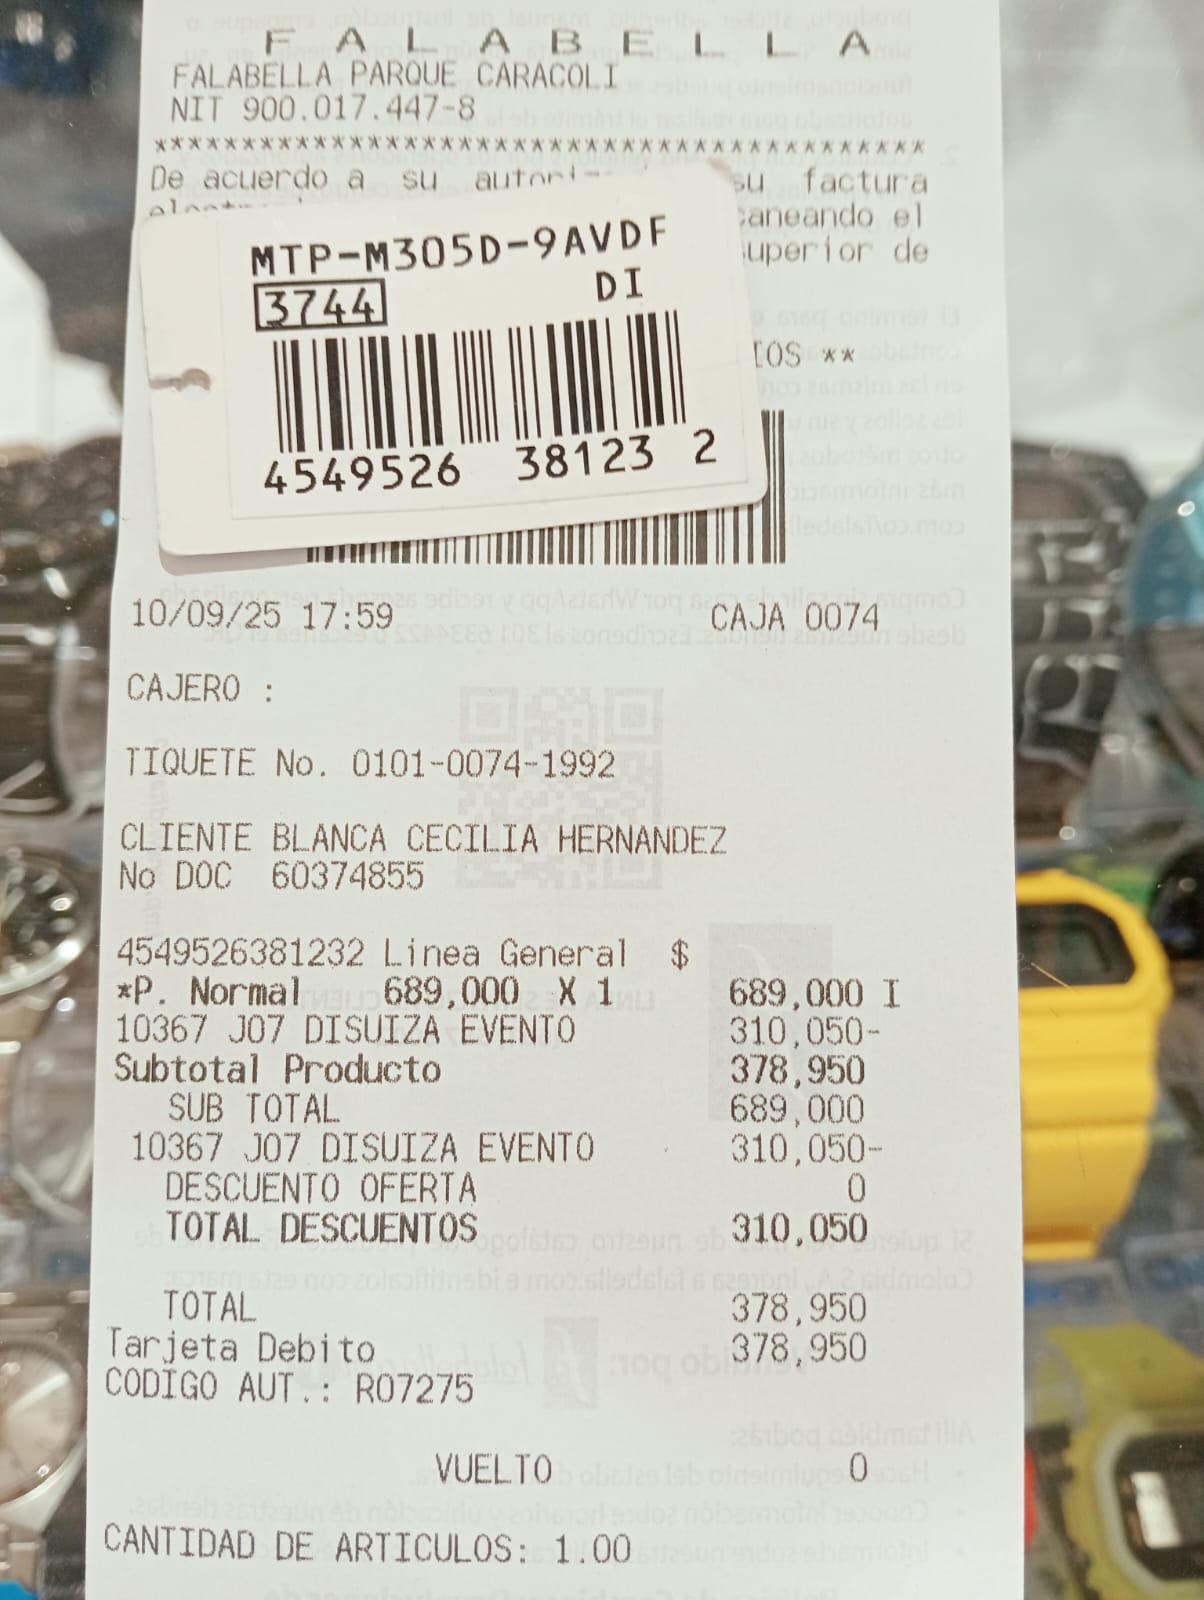 F A L A B E L L A
FALABELLA PARQUE CARACOLI
NIT 900.017.447-8
********************************************
De acuerdo a su su factura
caneando el
superior de
MTP-M305D-9AVDF
3744 DI
**
4549526 38123 2
10/09/25 17:59 CAJA 0074
CAJERO :
TIQUETE No. 0101-0074-1992
CLIENTE BLANCA CECILIA HERNANDEZ
No DOC 60374855
4549526381232 Linea General $
*P. Normal 689,000 X 1 689,000 I
10367 J07 DISUIZA EVENTO 310,050-
Subtotal Producto 378,950
SUB TOTAL 689,000
10367 J07 DISUIZA EVENTO 310,050-
DESCUENTO OFERTA 0
TOTAL DESCUENTOS 310,050
TOTAL 378,950
Tarjeta Debito 378,950
CODIGO AUT.: R07275
VUELTO 0
CANTIDAD DE ARTICULOS: 1.00